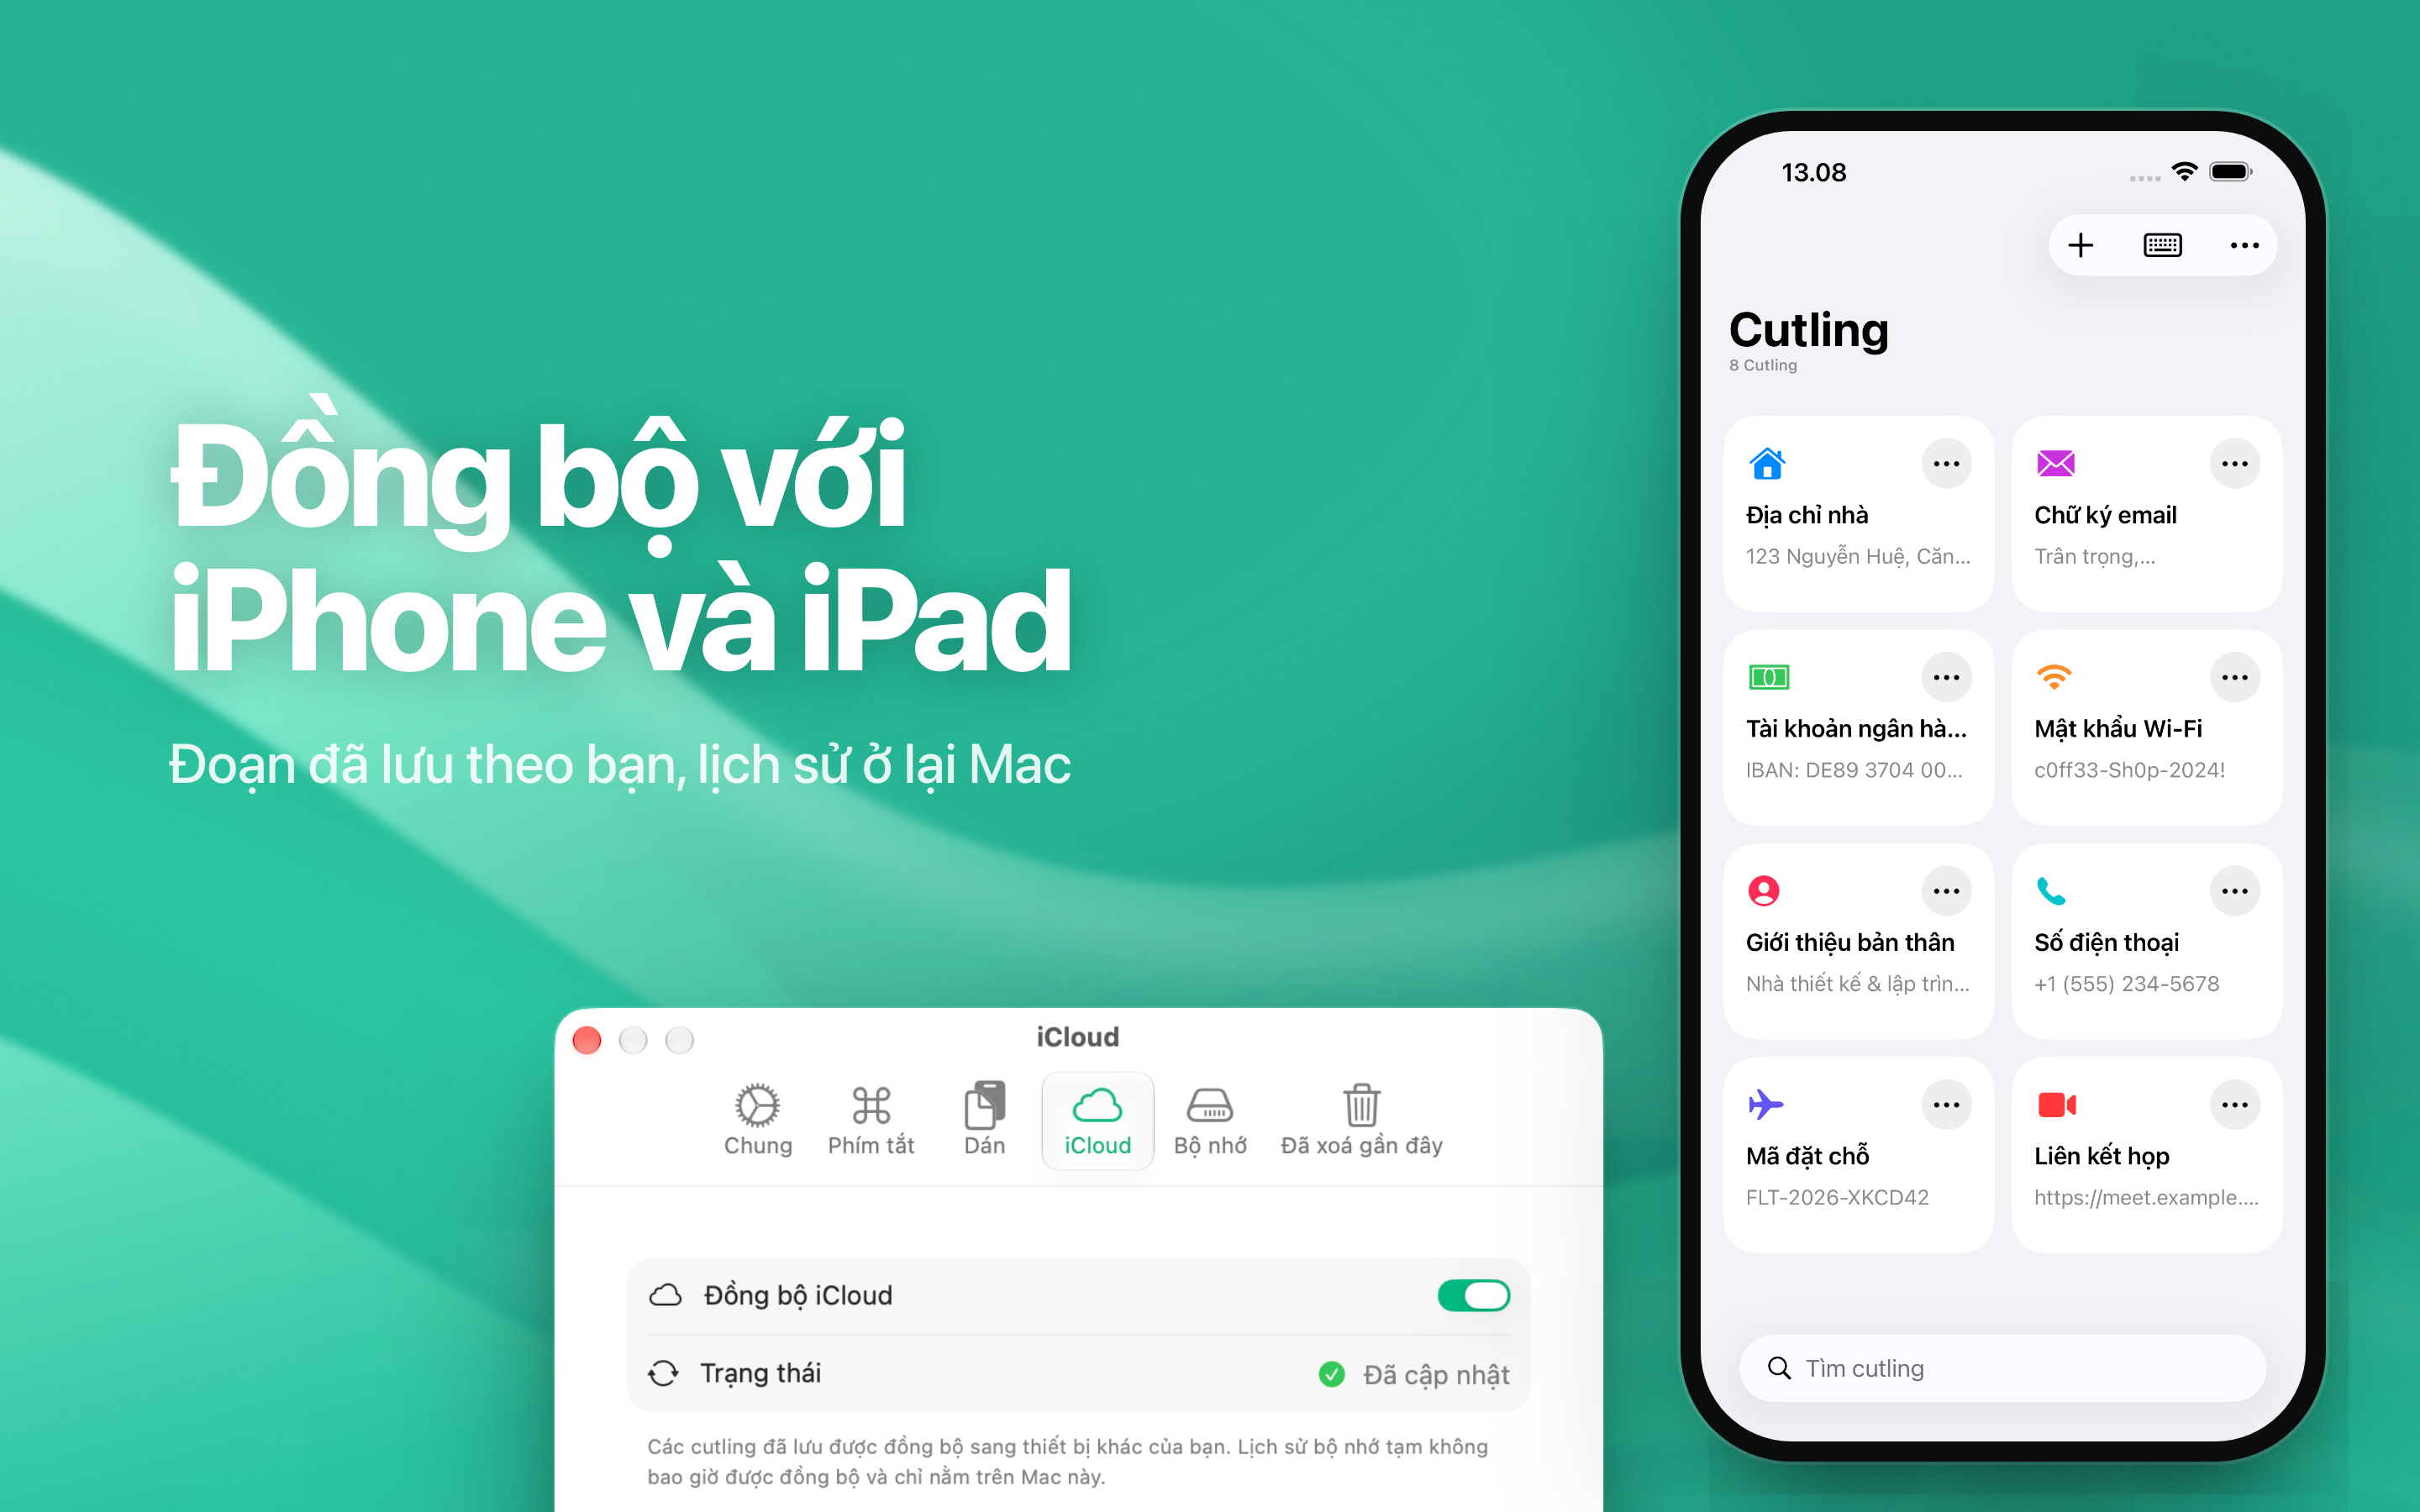 Đồng bộ với
iPhone và iPad
Đoạn đã lưu theo bạn, lịch sử ở lại Mac
iCloud
Chung
Phím tắt
Dán
iCloud
Bộ nhớ
Đã xoá gần đây
Đồng bộ iCloud
Trạng thái
Đã cập nhật
Các cutling đã lưu được đồng bộ sang thiết bị khác của bạn. Lịch sử bộ nhớ tạm không
bao giờ được đồng bộ và chỉ nằm trên Mac này.
13.08
Cutling
8 Cutling
Địa chỉ nhà
123 Nguyễn Huệ, Căn...
Chữ ký email
Trân trọng,...
Tài khoản ngân hà...
IBAN: DE89 3704 00...
Mật khẩu Wi-Fi
c0ff33-Sh0p-2024!
Giới thiệu bản thân
Nhà thiết kế & lập trìn...
Số điện thoại
+1 (555) 234-5678
Mã đặt chỗ
FLT-2026-XKCD42
Liên kết họp
https://meet.example....
Tìm cutling